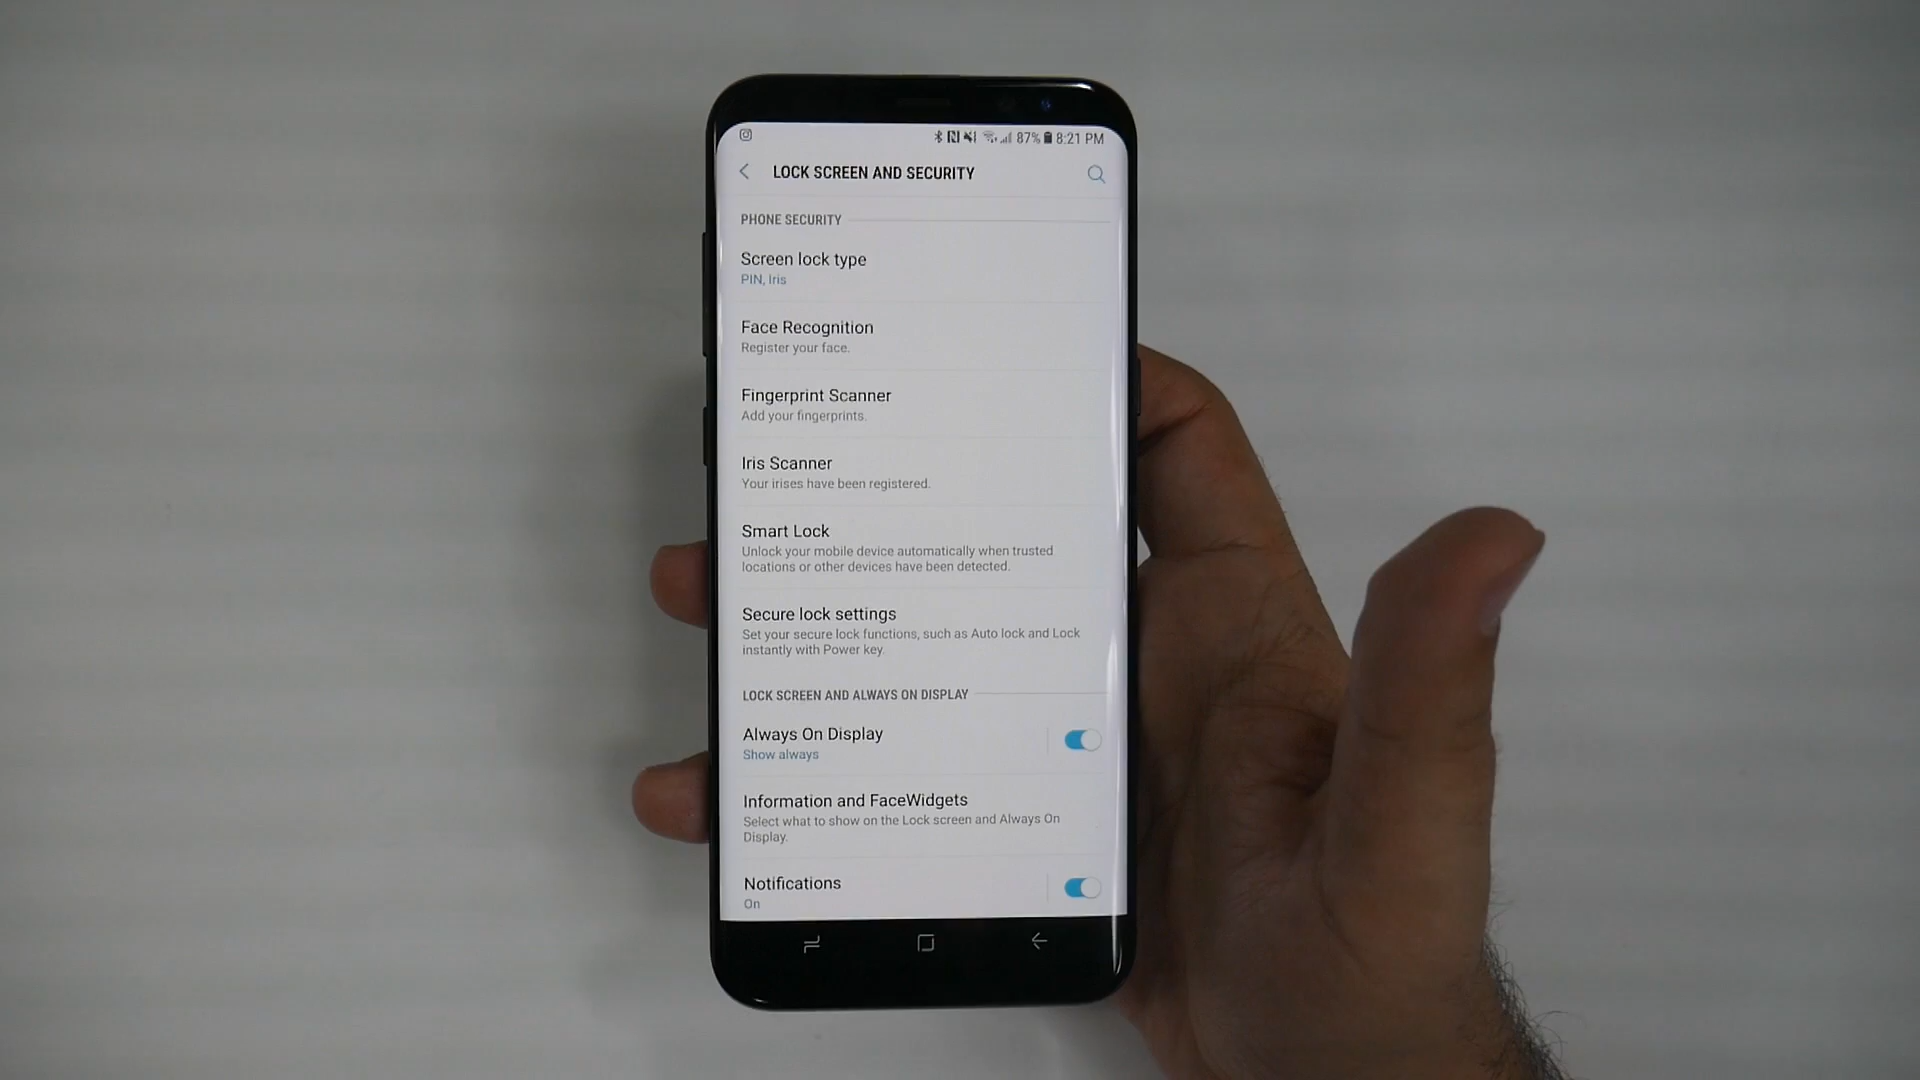 87% 8:21 PM
LOCK SCREEN AND SECURITY
PHONE SECURITY
Screen lock type
PIN, Iris
Face Recognition
Register your face.
Fingerprint Scanner
Add your fingerprints.
Iris Scanner
Your irises have been registered.
Smart Lock
Unlock your mobile device automatically when trusted
locations or other devices have been detected.
Secure lock settings
Set your secure lock functions, such as Auto lock and Lock
instantly with Power key.
LOCK SCREEN AND ALWAYS ON DISPLAY
Always On Display
Show always
Information and FaceWidgets
Select what to show on the Lock screen and Always On
Display.
Notifications
On